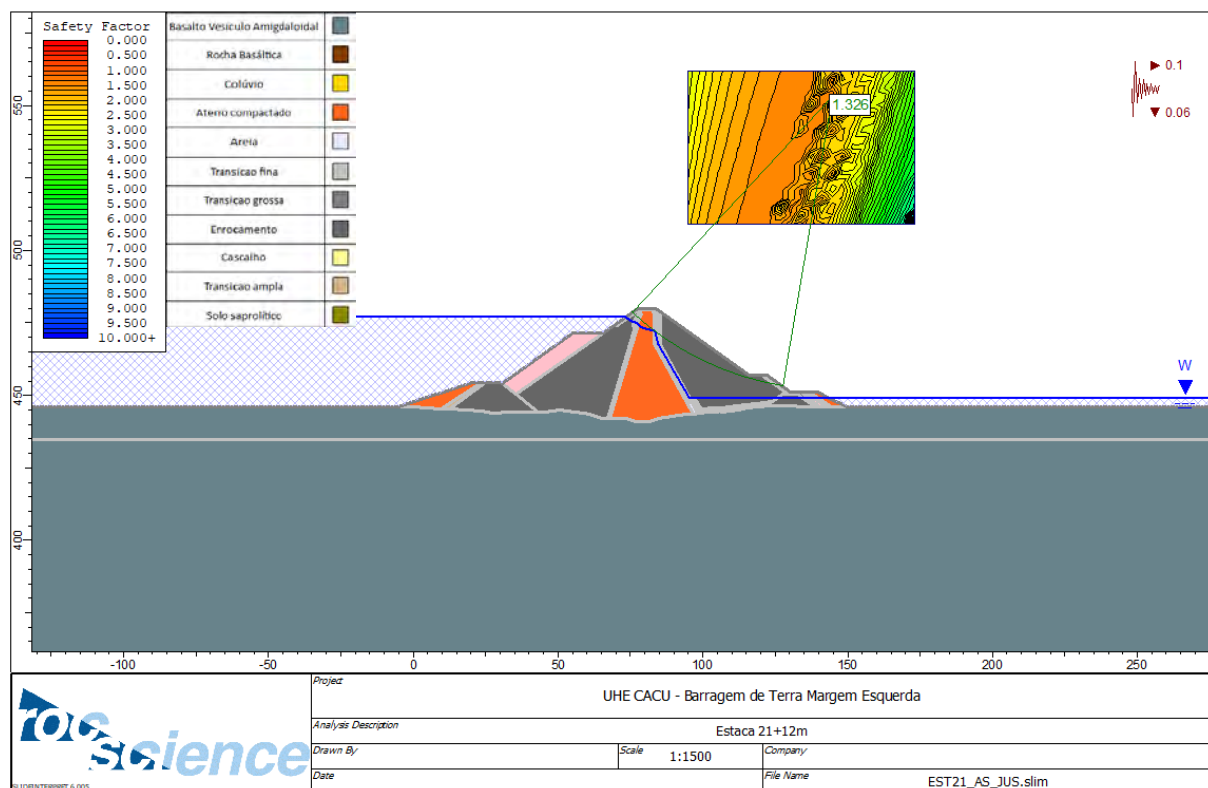 Safety Factor
0.000
0.500
1.000
1.500
2.000
2.500
3.000
3.500
4.000
4.500
5.000
5.500
6.000
6.500
7.000
7.500
8.000
8.500
9.000
9.500
10.000+
Basalto Vesículo Amigdaloidal
Rocha Basáltica
Colúvio
Aterro compactado
Areia
Transicao fina
Transicao grossa
Enrocamento
Cascalho
Transicao ampla
Solo saprolítico
1.326
0.1
0.06
W
550
500
450
400
-100 -50 0 50 100 150 200 250
rocscience
SLIDEINTERPRET 6.005
Project
UHE CACU - Barragem de Terra Margem Esquerda
Analysis Description
Estaca 21+12m
Drawn By
Scale 1:1500
Company
Date
File Name EST21_AS_JUS.slim